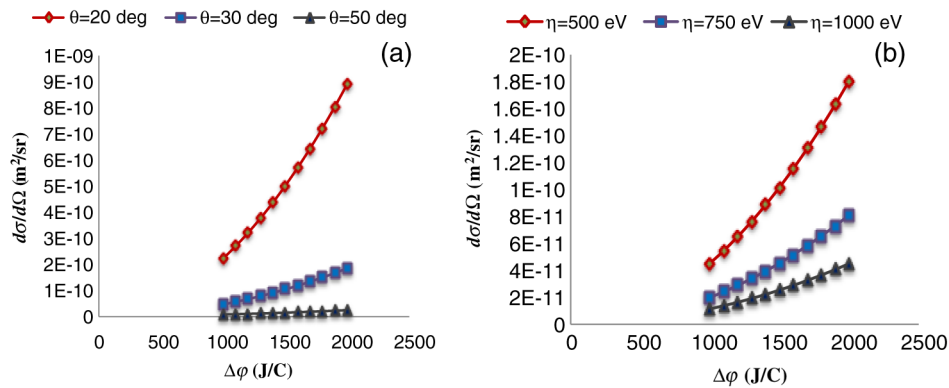 θ=20 deg θ=30 deg θ=50 deg
(a)
1E-09
9E-10
8E-10
7E-10
6E-10
5E-10
4E-10
3E-10
2E-10
1E-10
0
dσ/dΩ (m²/sr)
0 500 1000 1500 2000 2500
Δφ (J/C)
η=500 eV η=750 eV η=1000 eV
(b)
2E-10
1.8E-10
1.6E-10
1.4E-10
1.2E-10
1E-10
8E-11
6E-11
4E-11
2E-11
0
dσ/dΩ (m²/sr)
0 500 1000 1500 2000 2500
Δφ (J/C)